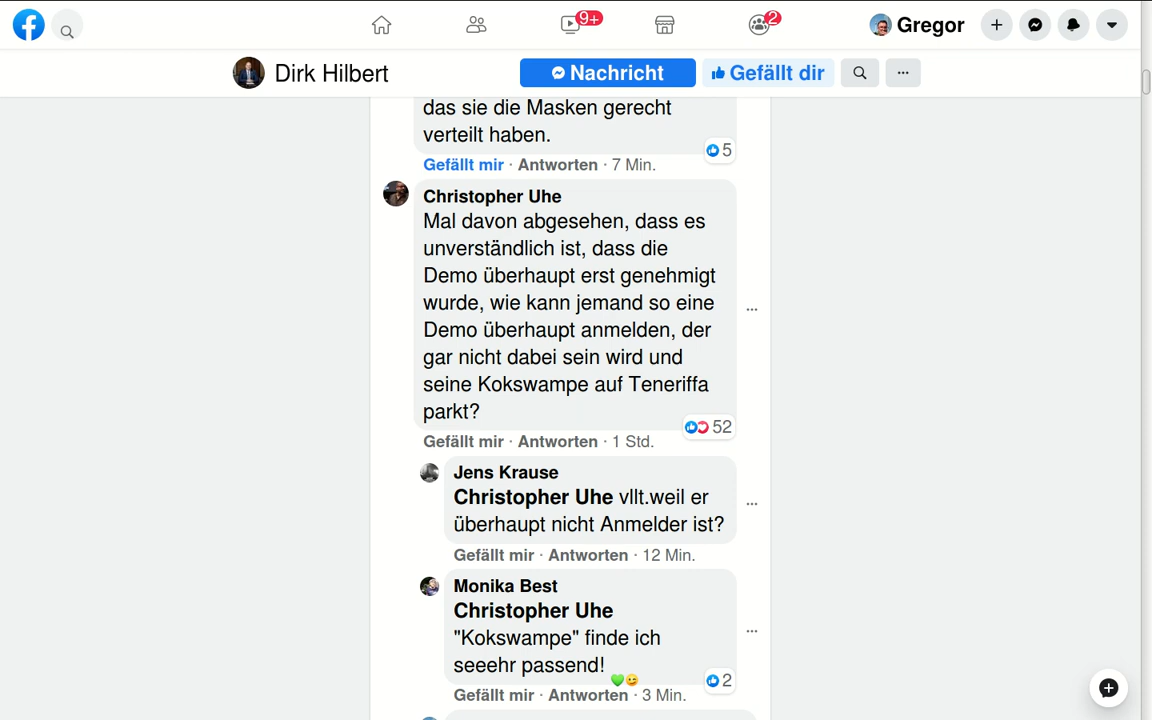 9+
2
Gregor
Dirk Hilbert
Nachricht
Gefällt dir
das sie die Masken gerecht
verteilt haben.
5
Gefällt mir · Antworten · 7 Min.
Christopher Uhe
Mal davon abgesehen, dass es
unverständlich ist, dass die
Demo überhaupt erst genehmigt
wurde, wie kann jemand so eine
Demo überhaupt anmelden, der
gar nicht dabei sein wird und
seine Kokswampe auf Teneriffa
parkt?
52
Gefällt mir · Antworten · 1 Std.
Jens Krause
Christopher Uhe vllt.weil er
überhaupt nicht Anmelder ist?
Gefällt mir · Antworten · 12 Min.
Monika Best
Christopher Uhe
"Kokswampe" finde ich
seeehr passend!
2
Gefällt mir · Antworten · 3 Min.